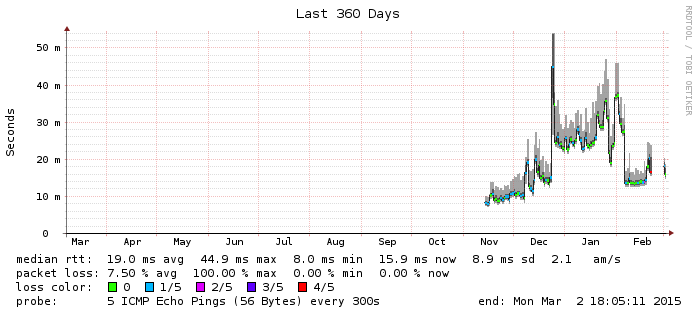 Last 360 Days
RRDTOOL / TOBI OETIKER
Seconds
50 m
40 m
30 m
20 m
10 m
0
Mar Apr May Jun Jul Aug Sep Oct Nov Dec Jan Feb
median rtt: 19.0 ms avg 44.9 ms max 8.0 ms min 15.9 ms now 8.9 ms sd 2.1 am/s
packet loss: 7.50 % avg 100.00 % max 0.00 % min 0.00 % now
loss color: 0 1/5 2/5 3/5 4/5
probe: 5 ICMP Echo Pings (56 Bytes) every 300s end: Mon Mar 2 18:05:11 2015